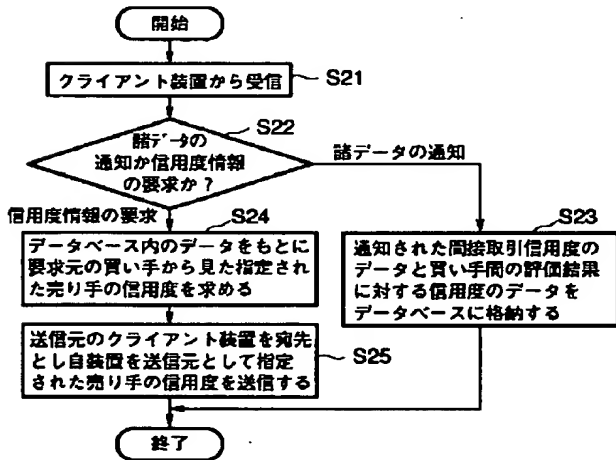 開始
クライアント装置から受信
S21
S22
諸データの
通知か信用度情報
の要求か？
諸データの通知
信用度情報の要求
S24
データベース内のデータをもとに
要求元の買い手から見た指定され
た売り手の信用度を求める
S23
通知された間接取引信用度の
データと買い手間の評価結果
に対する信用度のデータを
データベースに格納する
送信元のクライアント装置を宛先
とし自装置を送信元として指定
された売り手の信用度を送信する
S25
終了